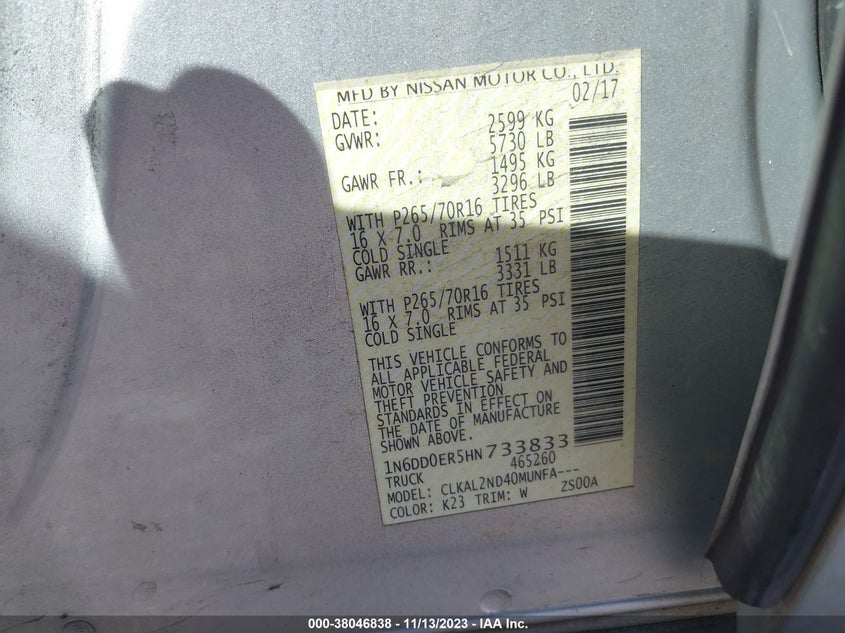 MFD BY NISSAN MOTOR CO., LTD.
DATE: 02/17
GVWR: 2599 KG
5730 LB
GAWR FR.: 1495 KG
3296 LB
WITH P265/70R16 TIRES
16 X 7.0 RIMS AT 35 PSI
COLD SINGLE
GAWR RR.: 1511 KG
3331 LB
WITH P265/70R16 TIRES
16 X 7.0 RIMS AT 35 PSI
COLD SINGLE
THIS VEHICLE CONFORMS TO
ALL APPLICABLE FEDERAL
MOTOR VEHICLE SAFETY AND
THEFT PREVENTION
STANDARDS IN EFFECT ON
THE DATE OF MANUFACTURE
SHOWN ABOVE.
1N6DD0ER5HN733833
TRUCK 465260
MODEL: CLKAL2ND40MUNFA---
COLOR: K23 TRIM: W ZS00A
000-38046838 - 11/13/2023 - IAA Inc.